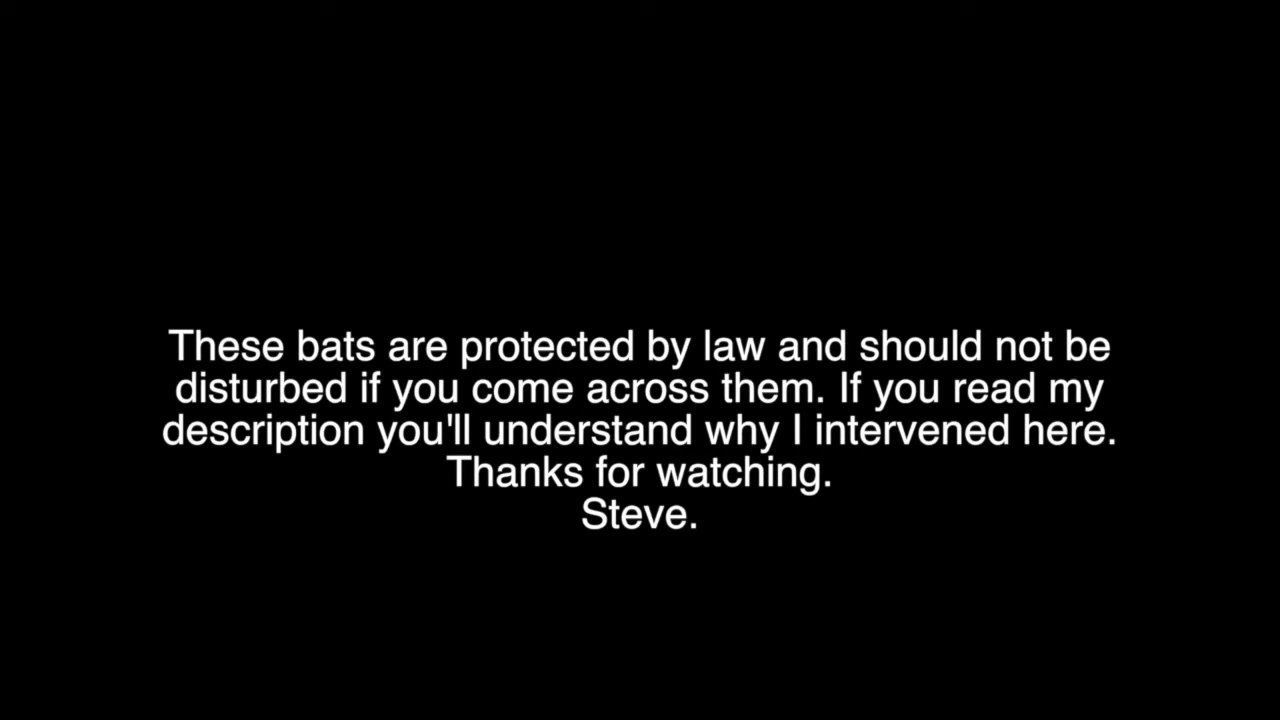 These bats are protected by law and should not be
disturbed if you come across them. If you read my
description you'll understand why I intervened here.
Thanks for watching.
Steve.